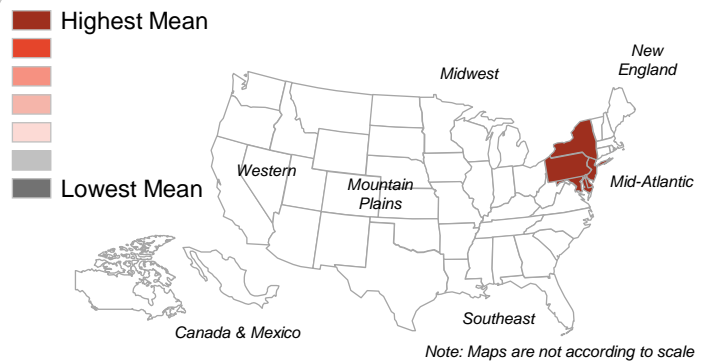 Highest Mean
New
England
Midwest
Western
Mountain
Plains
Mid-Atlantic
Lowest Mean
Southeast
Canada & Mexico
Note: Maps are not according to scale